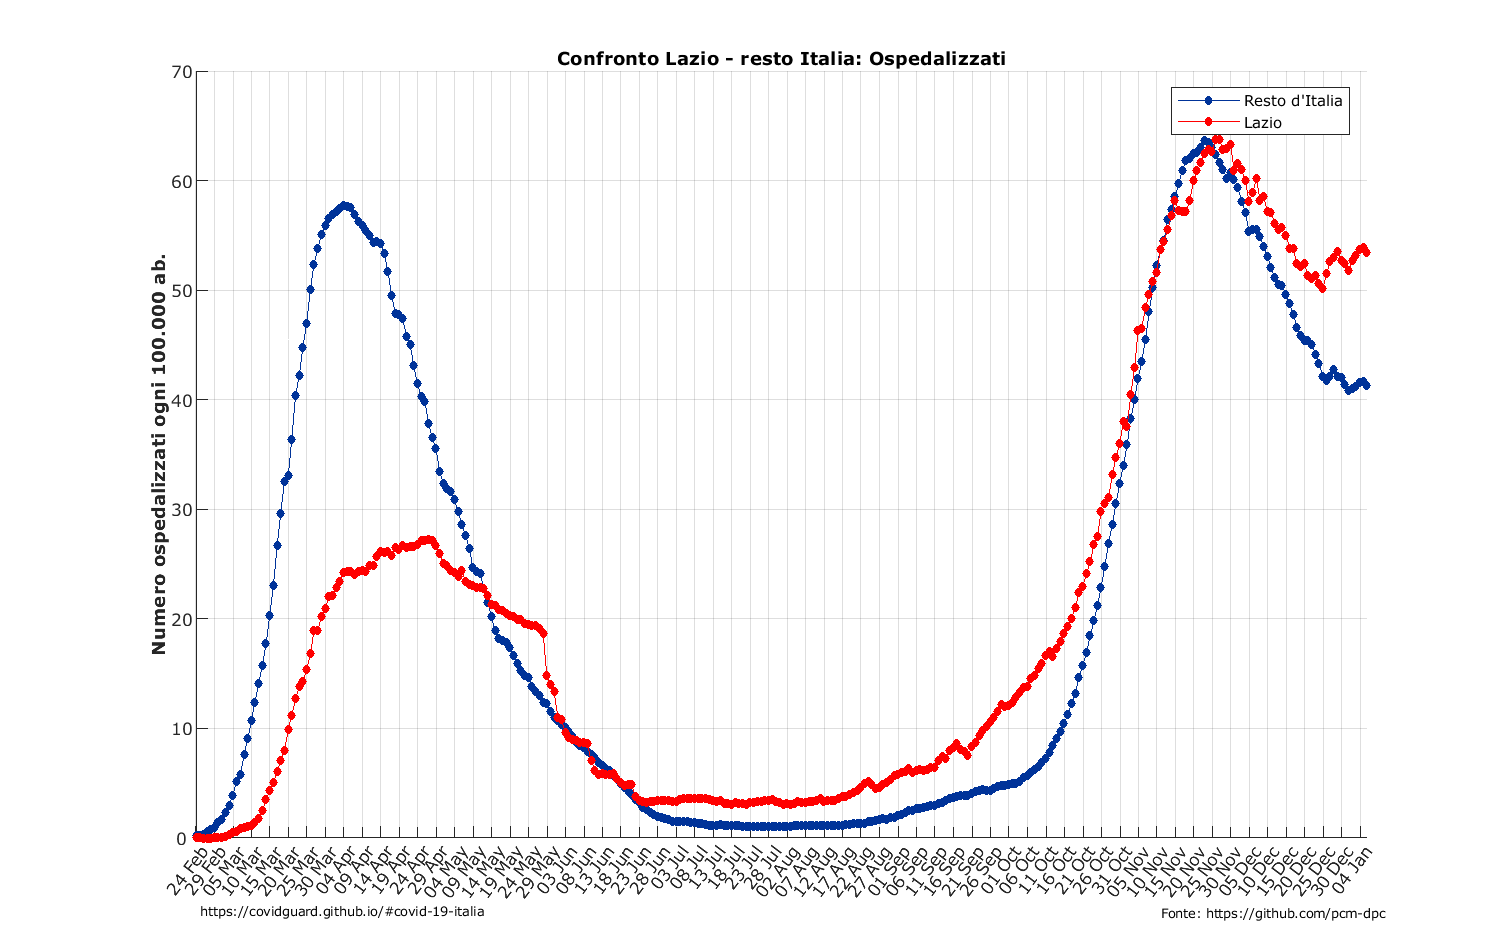 Confronto Lazio - resto Italia: Ospedalizzati
Resto d'Italia
Lazio
Numero ospedalizzati ogni 100.000 ab.
70
60
50
40
30
20
10
0
24 Feb
29 Feb
05 Mar
10 Mar
15 Mar
20 Mar
25 Mar
30 Mar
04 Apr
09 Apr
14 Apr
19 Apr
24 Apr
29 Apr
04 May
09 May
14 May
19 May
24 May
29 May
03 Jun
08 Jun
13 Jun
18 Jun
23 Jun
28 Jun
03 Jul
08 Jul
13 Jul
18 Jul
23 Jul
28 Jul
02 Aug
07 Aug
12 Aug
17 Aug
22 Aug
27 Aug
01 Sep
06 Sep
11 Sep
16 Sep
21 Sep
26 Sep
01 Oct
06 Oct
11 Oct
16 Oct
21 Oct
26 Oct
31 Oct
05 Nov
10 Nov
15 Nov
20 Nov
25 Nov
30 Nov
05 Dec
10 Dec
15 Dec
20 Dec
25 Dec
30 Dec
04 Jan
https://covidguard.github.io/#covid-19-italia
Fonte: https://github.com/pcm-dpc